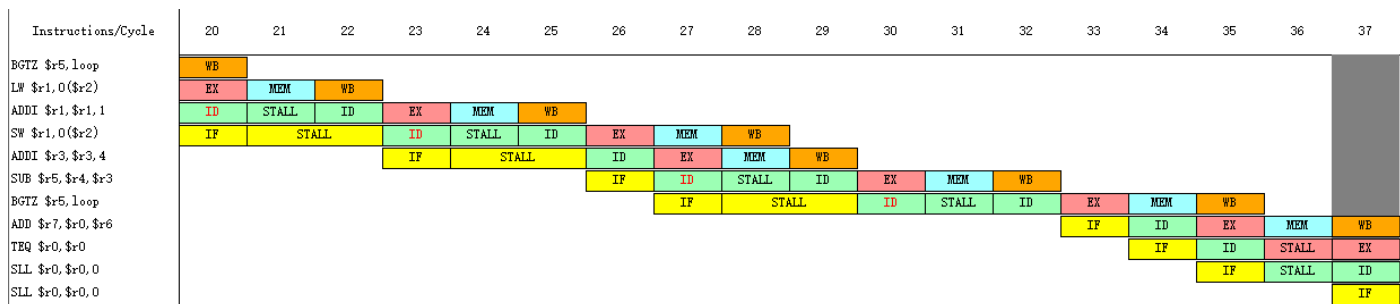 Instructions/Cycle 20 21 22 23 24 25 26 27 28 29 30 31 32 33 34 35 36 37
BGTZ $r5,loop WB
LW $r1,0($r2) EX MEM WB
ADDI $r1,$r1,1 ID STALL ID EX MEM WB
SW $r1,0($r2) IF STALL ID STALL ID EX MEM WB
ADDI $r3,$r3,4 IF STALL ID EX MEM WB
SUB $r5,$r4,$r3 IF ID STALL ID EX MEM WB
BGTZ $r5,loop IF STALL ID STALL ID EX MEM WB
ADD $r7,$r0,$r6 IF ID EX MEM WB
TEQ $r0,$r0 IF ID STALL EX
SLL $r0,$r0,0 IF STALL ID
SLL $r0,$r0,0 IF